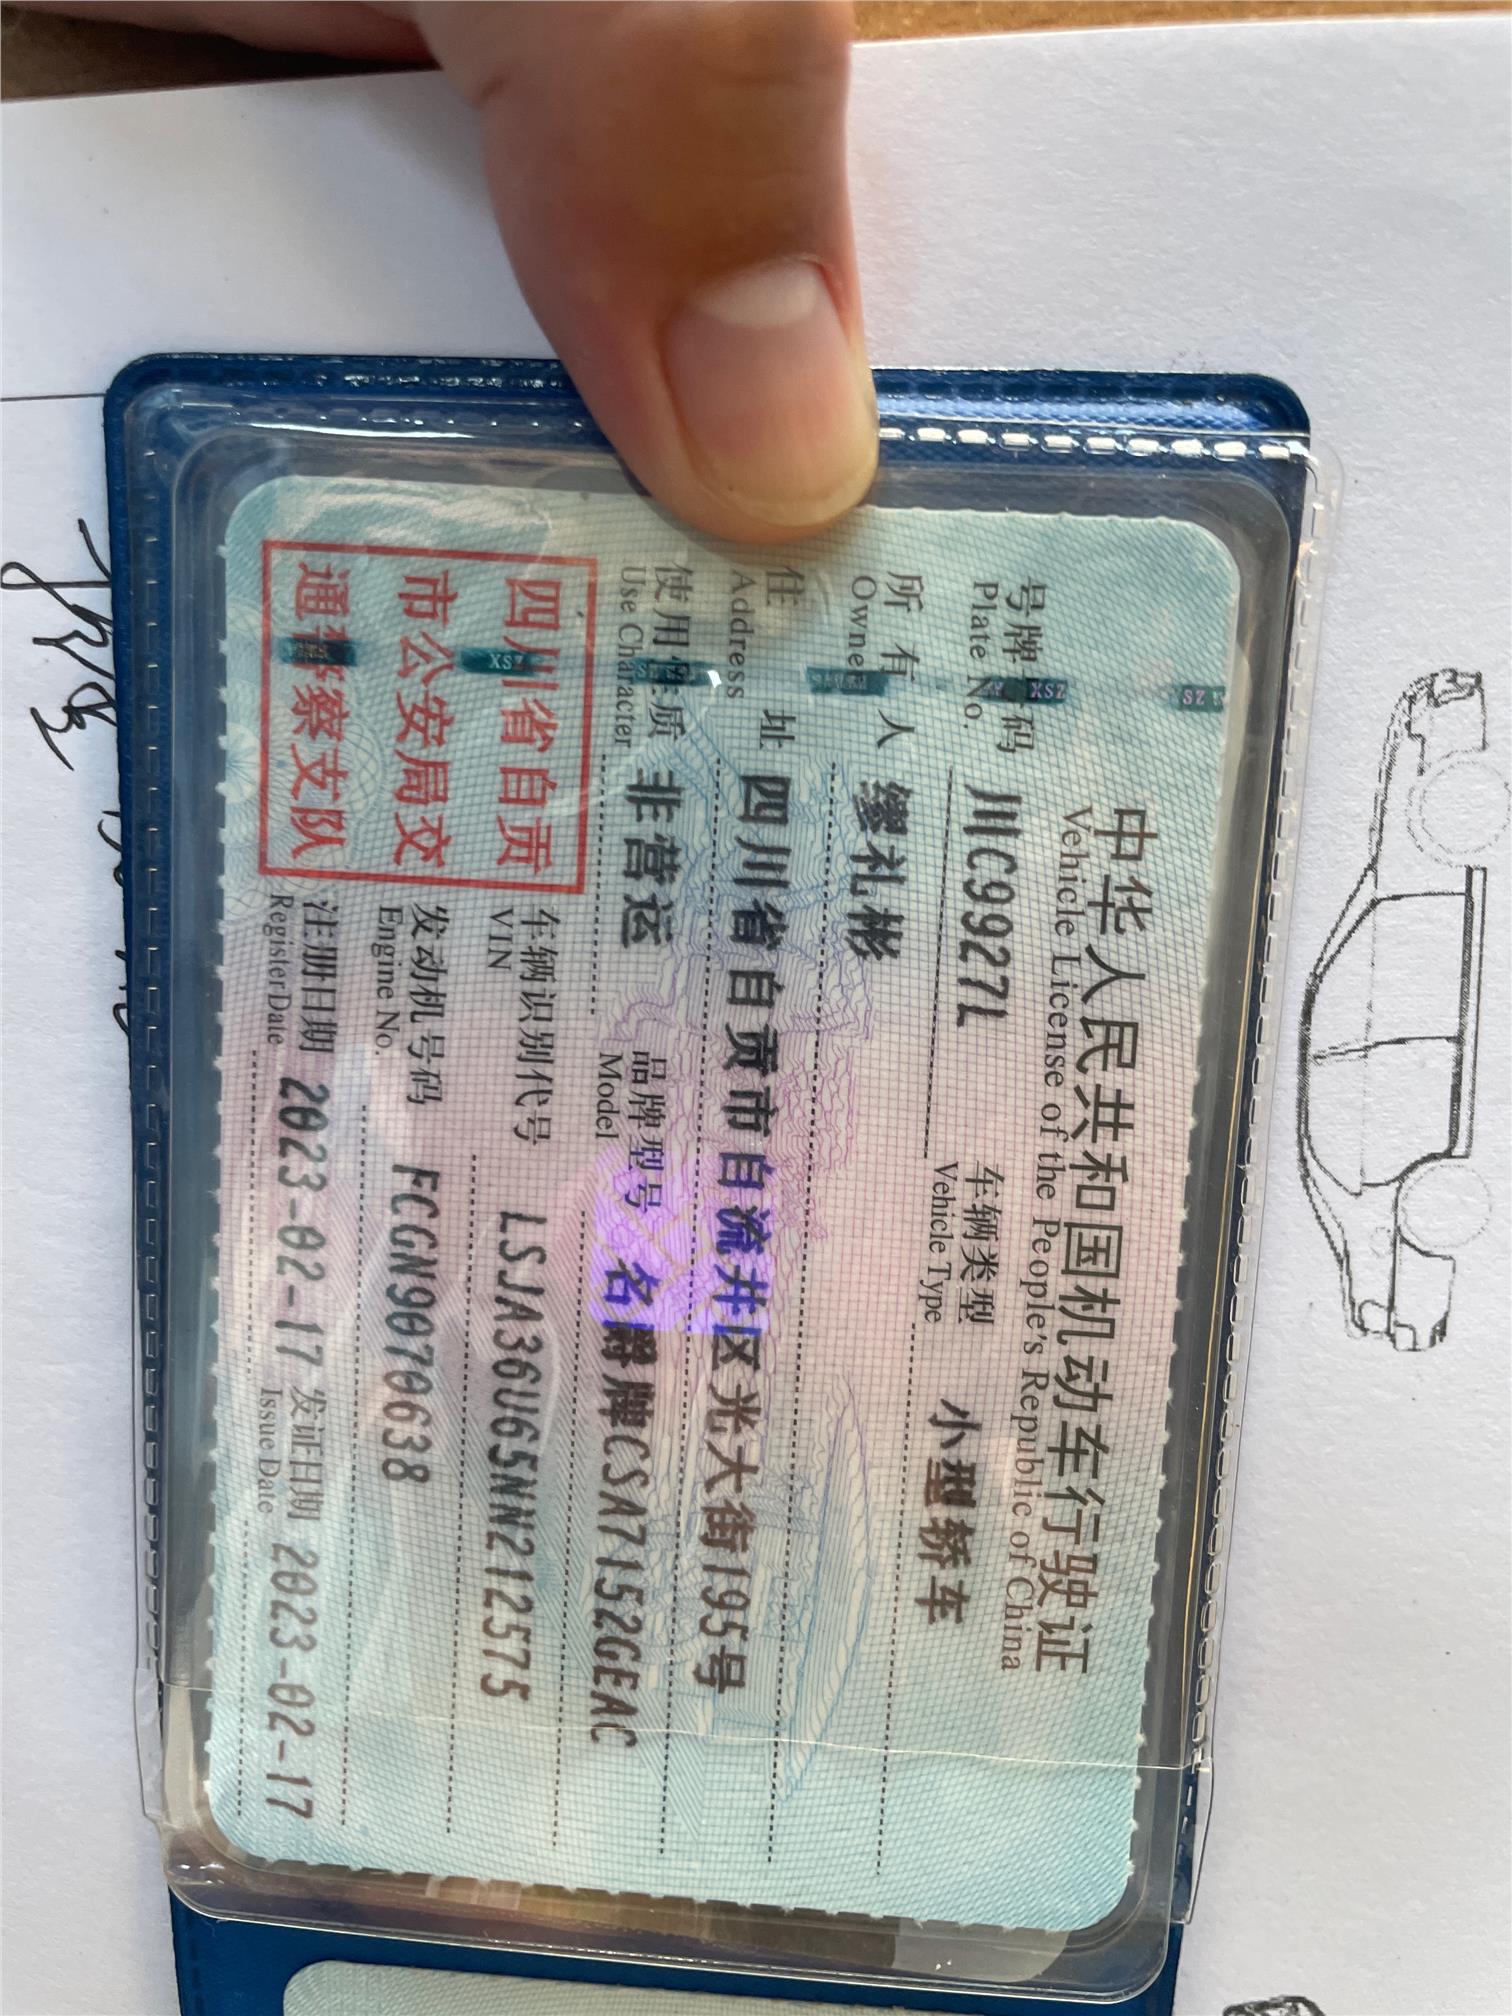 中华人民共和国机动车行驶证
Vehicle License of the People's Republic of China
号牌号码 川C9927L 车辆类型 小型轿车
Plate No. Vehicle Type
所有人 缪礼彬
Owner
住址 四川省自贡市自流井区光大街195号
Address
使用性质 非营运 品牌型号 名爵牌CSA7152GEAC
Use Character Model
四川省自贡
市公安局交
通警察支队
车辆识别代号 LSJA36U65NN212575
VIN
发动机号码 FCGN9070638
Engine No.
注册日期 2023-02-17 发证日期 2023-02-17
Register Date Issue Date